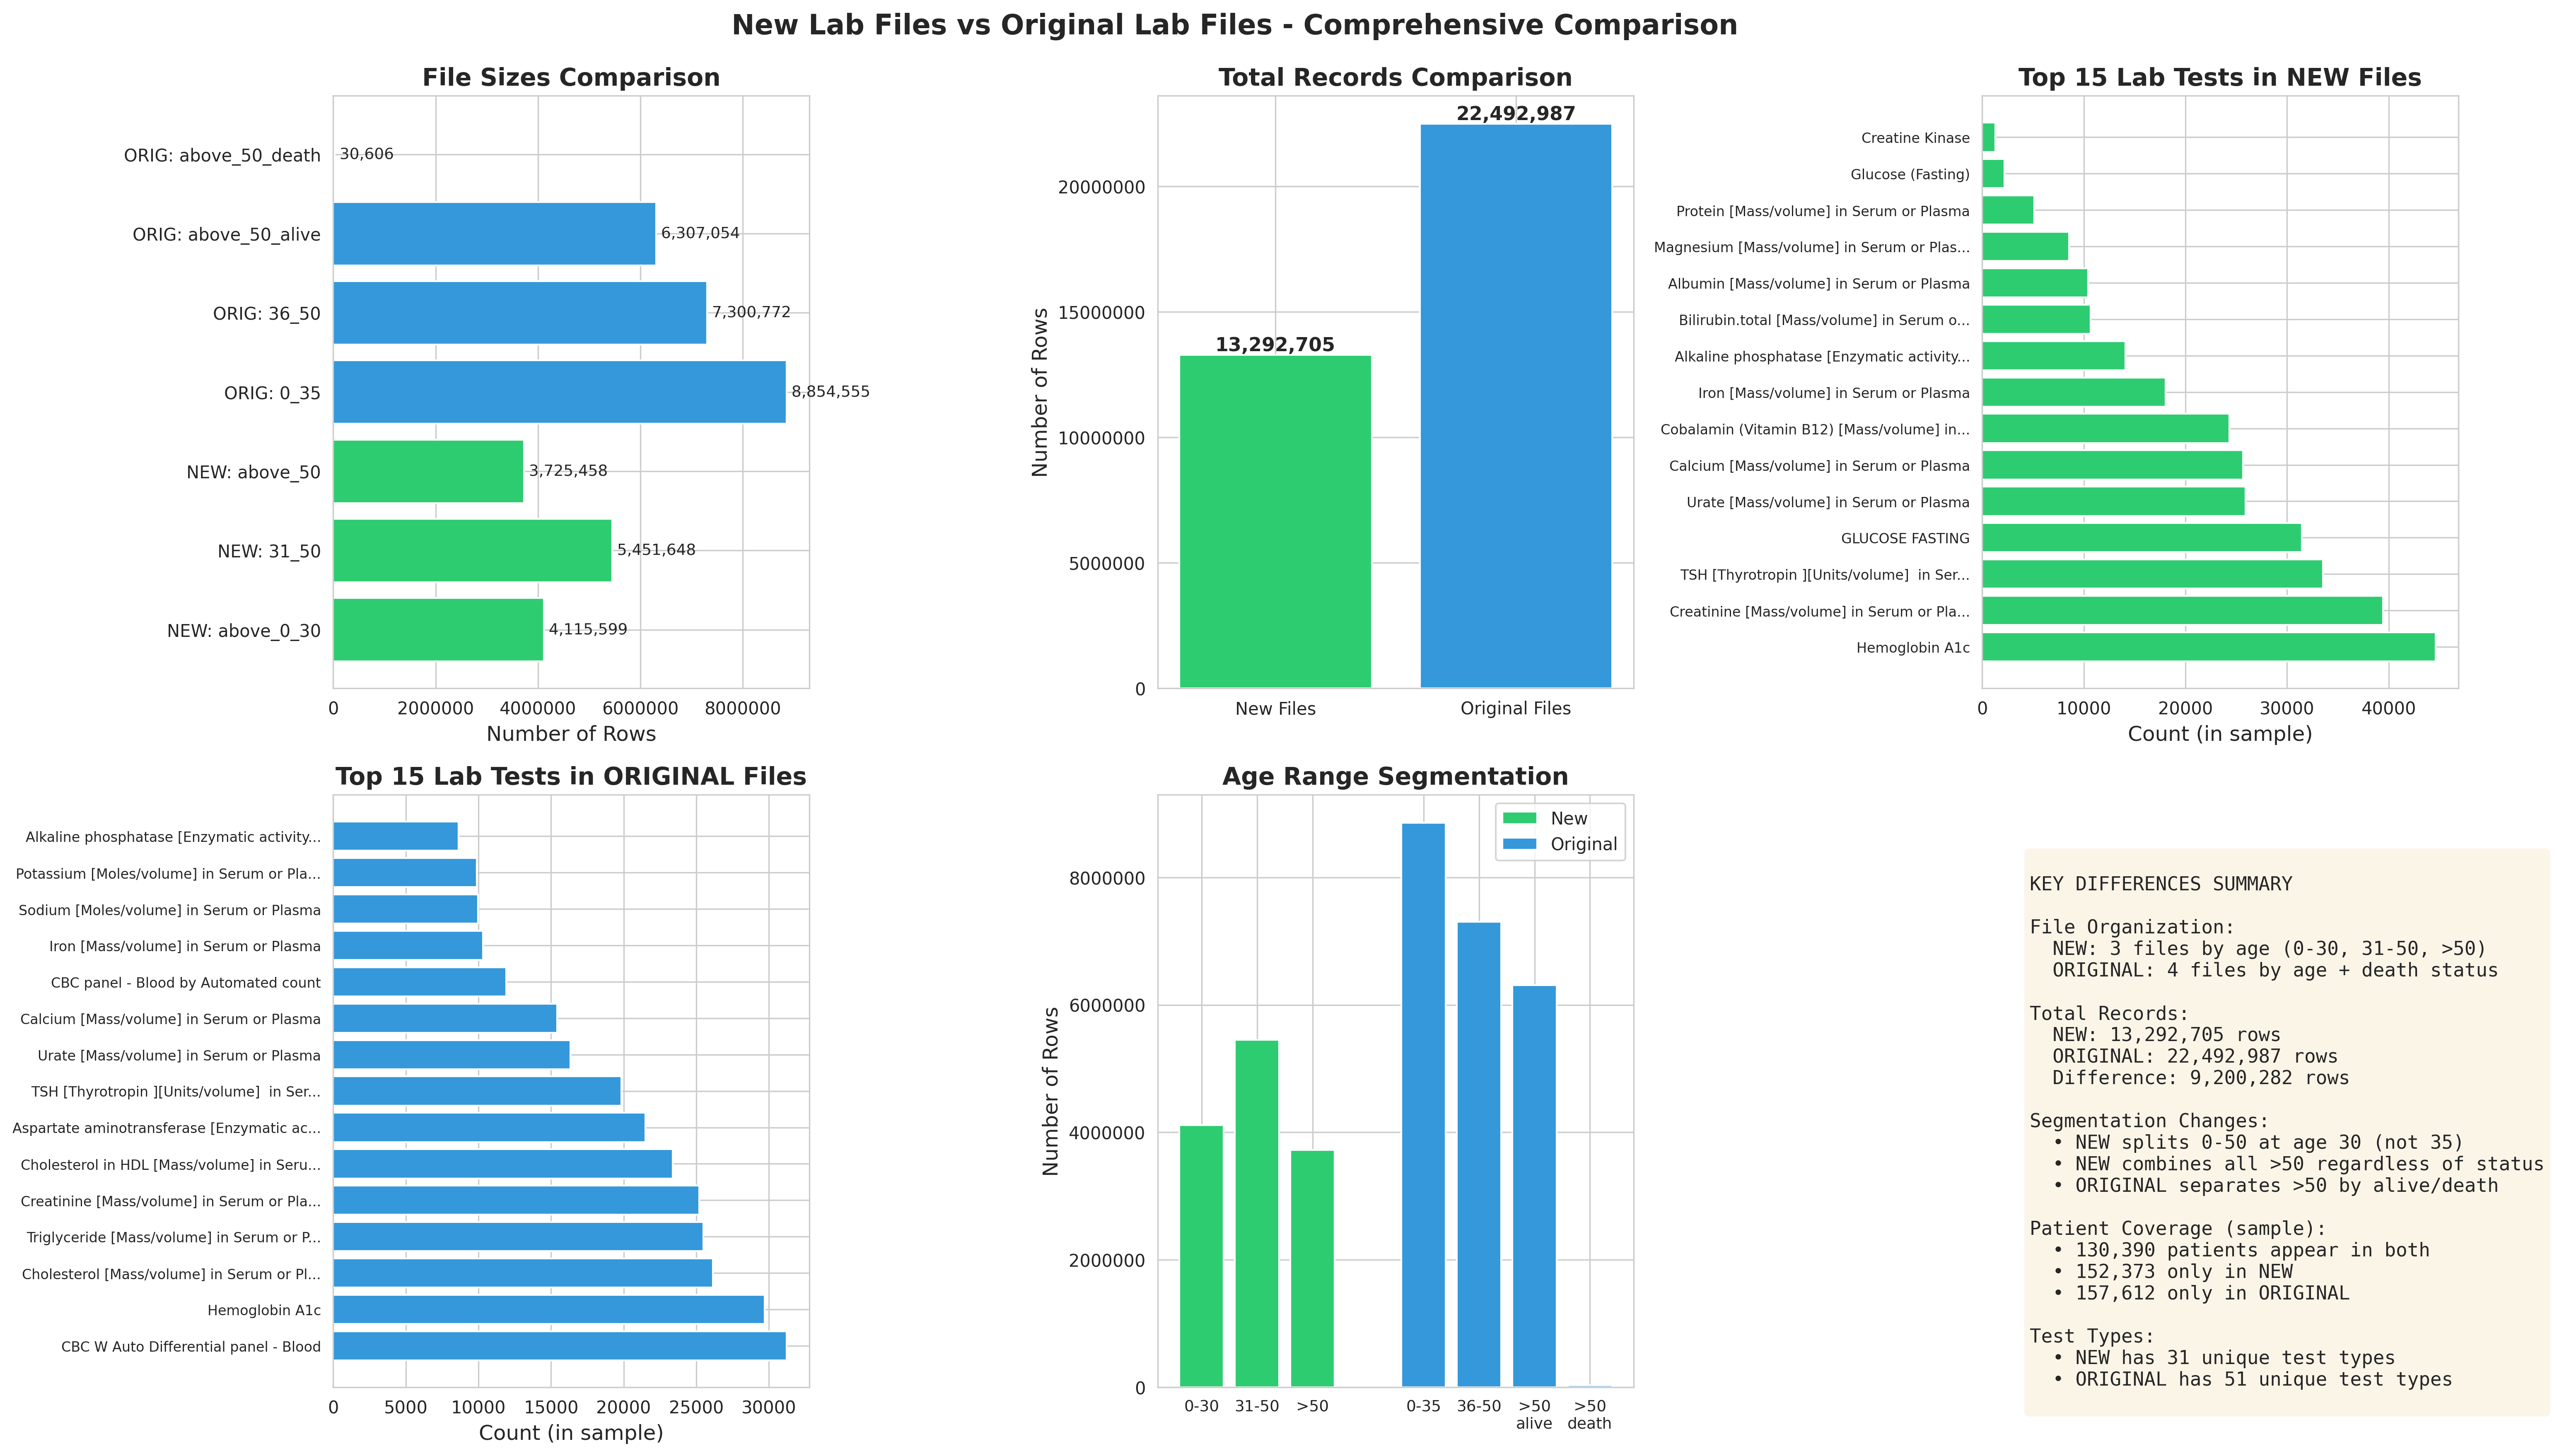 New Lab Files vs Original Lab Files - Comprehensive Comparison
File Sizes Comparison
ORIG: above_50_death
30,606
ORIG: above_50_alive
6,307,054
ORIG: 36_50
7,300,772
ORIG: 0_35
8,854,555
NEW: above_50
3,725,458
NEW: 31_50
5,451,648
NEW: above_0_30
4,115,599
0 2000000 4000000 6000000 8000000
Number of Rows
Total Records Comparison
Number of Rows
20000000
15000000
10000000
5000000
0
13,292,705
22,492,987
New Files
Original Files
Top 15 Lab Tests in NEW Files
Creatine Kinase
Glucose (Fasting)
Protein [Mass/volume] in Serum or Plasma
Magnesium [Mass/volume] in Serum or Plas...
Albumin [Mass/volume] in Serum or Plasma
Bilirubin.total [Mass/volume] in Serum o...
Alkaline phosphatase [Enzymatic activity...
Iron [Mass/volume] in Serum or Plasma
Cobalamin (Vitamin B12) [Mass/volume] in...
Calcium [Mass/volume] in Serum or Plasma
Urate [Mass/volume] in Serum or Plasma
GLUCOSE FASTING
TSH [Thyrotropin ][Units/volume]  in Ser...
Creatinine [Mass/volume] in Serum or Pla...
Hemoglobin A1c
0 10000 20000 30000 40000
Count (in sample)
Top 15 Lab Tests in ORIGINAL Files
Alkaline phosphatase [Enzymatic activity...
Potassium [Moles/volume] in Serum or Pla...
Sodium [Moles/volume] in Serum or Plasma
Iron [Mass/volume] in Serum or Plasma
CBC panel - Blood by Automated count
Calcium [Mass/volume] in Serum or Plasma
Urate [Mass/volume] in Serum or Plasma
TSH [Thyrotropin ][Units/volume]  in Ser...
Aspartate aminotransferase [Enzymatic ac...
Cholesterol in HDL [Mass/volume] in Seru...
Creatinine [Mass/volume] in Serum or Pla...
Triglyceride [Mass/volume] in Serum or P...
Cholesterol [Mass/volume] in Serum or Pl...
Hemoglobin A1c
CBC W Auto Differential panel - Blood
0 5000 10000 15000 20000 25000 30000
Count (in sample)
Age Range Segmentation
New
Original
Number of Rows
8000000
6000000
4000000
2000000
0
0-30 31-50 >50 0-35 36-50 >50 >50
alive death
KEY DIFFERENCES SUMMARY
File Organization:
NEW: 3 files by age (0-30, 31-50, >50)
ORIGINAL: 4 files by age + death status
Total Records:
NEW: 13,292,705 rows
ORIGINAL: 22,492,987 rows
Difference: 9,200,282 rows
Segmentation Changes:
• NEW splits 0-50 at age 30 (not 35)
• NEW combines all >50 regardless of status
• ORIGINAL separates >50 by alive/death
Patient Coverage (sample):
• 130,390 patients appear in both
• 152,373 only in NEW
• 157,612 only in ORIGINAL
Test Types:
• NEW has 31 unique test types
• ORIGINAL has 51 unique test types